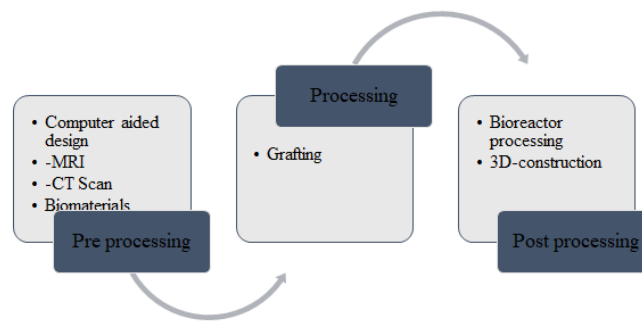 • Computer aided
design
• -MRI
• -CT Scan
• Biomaterials
Pre processing
Processing
• Grafting
• Bioreactor
processing
• 3D-construction
Post processing